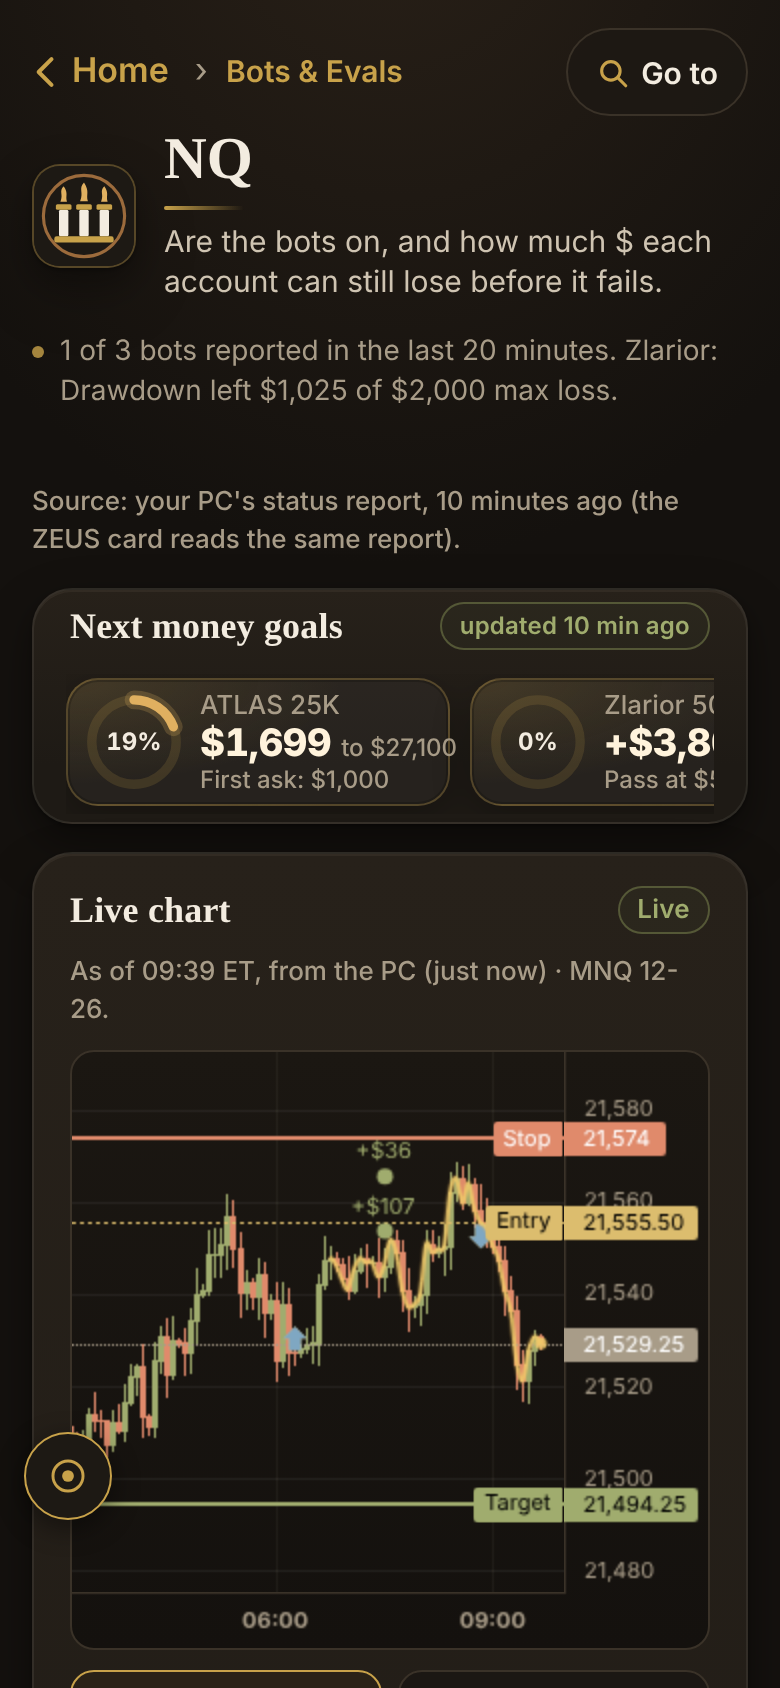 Home › Bots & Evals
Go to
NQ
Are the bots on, and how much $ each
account can still lose before it fails.
1 of 3 bots reported in the last 20 minutes. Zlarior:
Drawdown left $1,025 of $2,000 max loss.
Source: your PC's status report, 10 minutes ago (the
ZEUS card reads the same report).
Next money goals
updated 10 min ago
19%
ATLAS 25K
$1,699 to $27,100
First ask: $1,000
0%
Zlarior
Pass at
Live chart
Live
As of 09:39 ET, from the PC (just now) · MNQ 12-
26.
21,580
Stop 21,574
+$36
21,560
+$107
Entry 21,555.50
21,540
21,529.25
21,520
21,500
Target 21,494.25
21,480
06:00 09:00